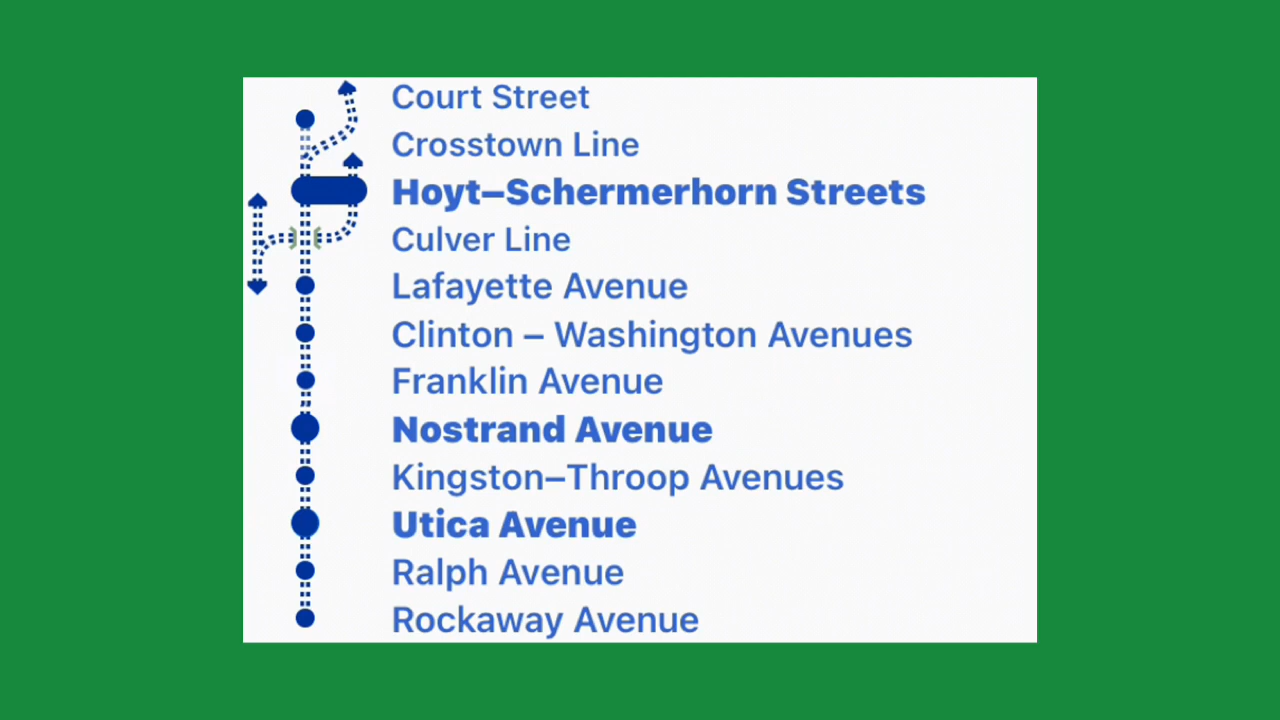 Court Street
Crosstown Line
Hoyt–Schermerhorn Streets
Culver Line
Lafayette Avenue
Clinton – Washington Avenues
Franklin Avenue
Nostrand Avenue
Kingston–Throop Avenues
Utica Avenue
Ralph Avenue
Rockaway Avenue